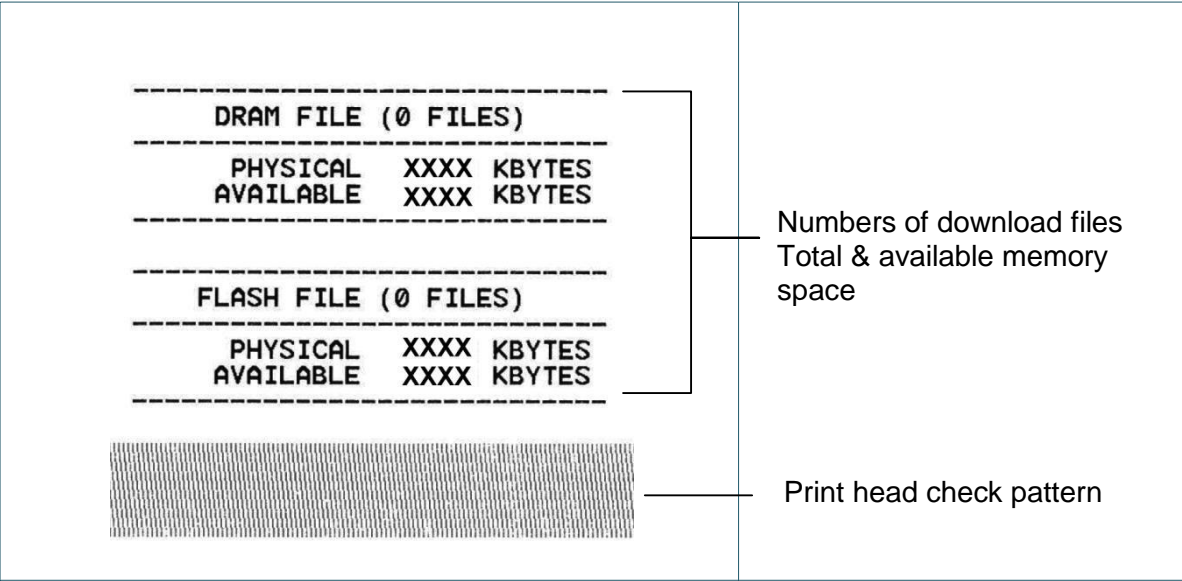 DRAM FILE (0 FILES)
PHYSICAL XXXX KBYTES
AVAILABLE XXXX KBYTES
FLASH FILE (0 FILES)
PHYSICAL XXXX KBYTES
AVAILABLE XXXX KBYTES
Numbers of download files
Total & available memory
space
Print head check pattern